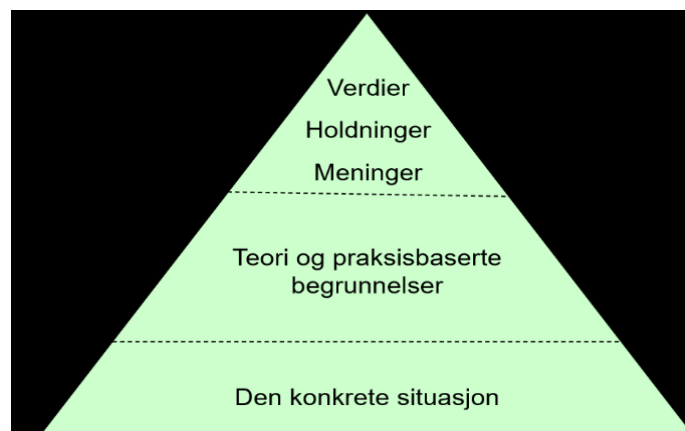 Verdier
Holdninger
Meninger
Teori og praksisbaserte
begrunnelser
Den konkrete situasjon